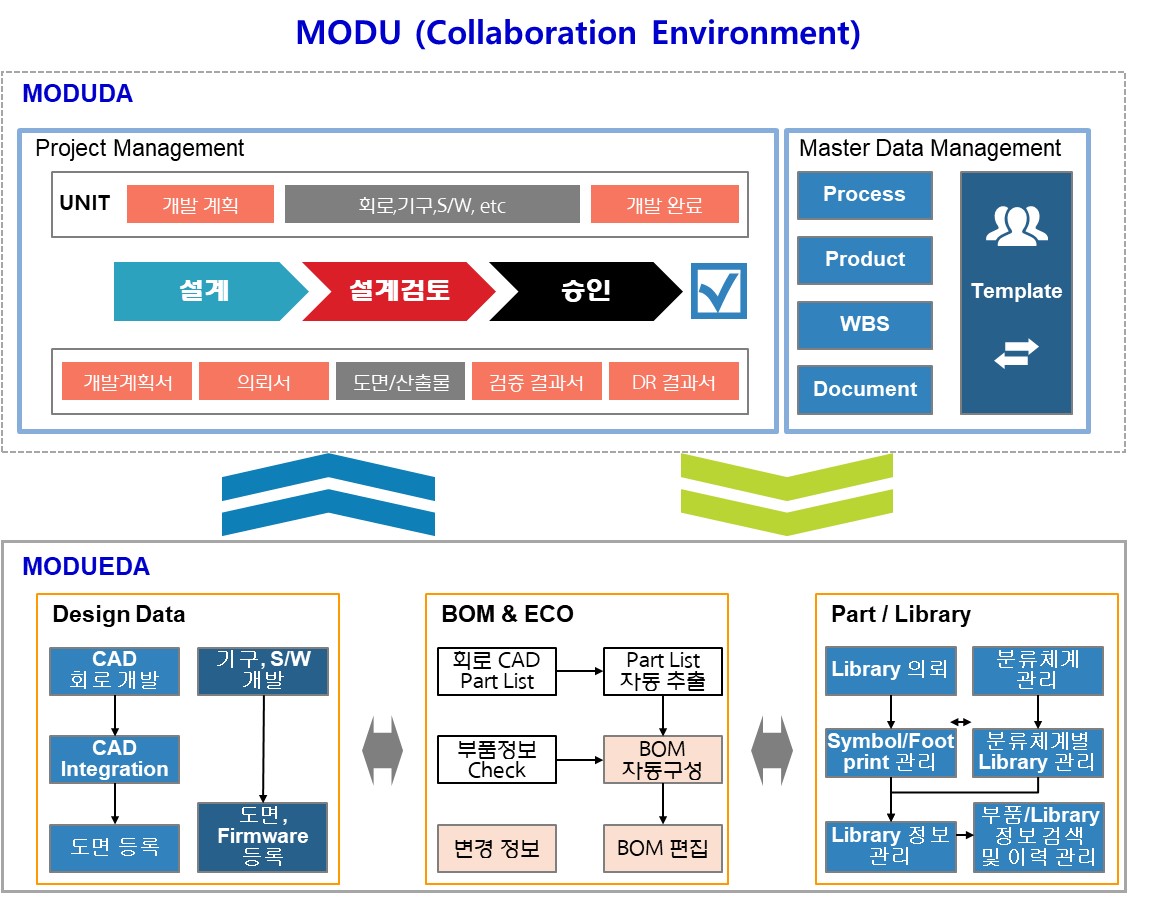 MODU (Collaboration Environment)
MODUDA
Project Management
UNIT
개발 계획
회로,기구,S/W, etc
개발 완료
설계
설계검토
승인
개발계획서
의뢰서
도면/산출물
검증 결과서
DR 결과서
Master Data Management
Process
Product
WBS
Document
Template
MODUEDA
Design Data
CAD
회로개발
기구, S/W
개발
CAD
Integration
도면 등록
도면,
Firmware
등록
BOM & ECO
회로 CAD
Part List
Part List
자동 추출
부품정보
Check
BOM
자동구성
변경 정보
BOM 편집
Part / Library
Library 의뢰
분류체계
관리
Symbol/Foot
print 관리
분류체계별
Library 관리
Library 정보
관리
부품/Library
정보검색
및 이력 관리